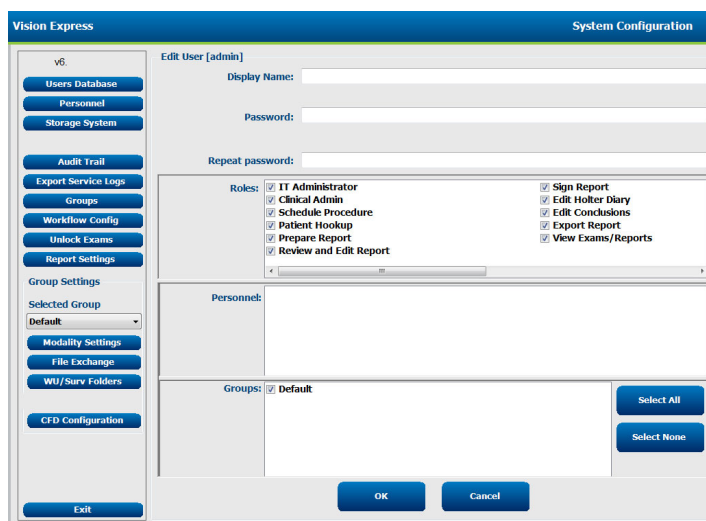 Vision Express
System Configuration
v6.
Users Database
Personnel
Storage System
Audit Trail
Export Service Logs
Groups
Workflow Config
Unlock Exams
Report Settings
Group Settings
Selected Group
Default
Modality Settings
File Exchange
WU/Surv Folders
CFD Configuration
Exit
Edit User [admin]
Display Name:
Password:
Repeat password:
Roles:
IT Administrator
Clinical Admin
Schedule Procedure
Patient Hookup
Prepare Report
Review and Edit Report
Sign Report
Edit Holter Diary
Edit Conclusions
Export Report
View Exams/Reports
Personnel:
Groups:
Default
Select All
Select None
OK
Cancel